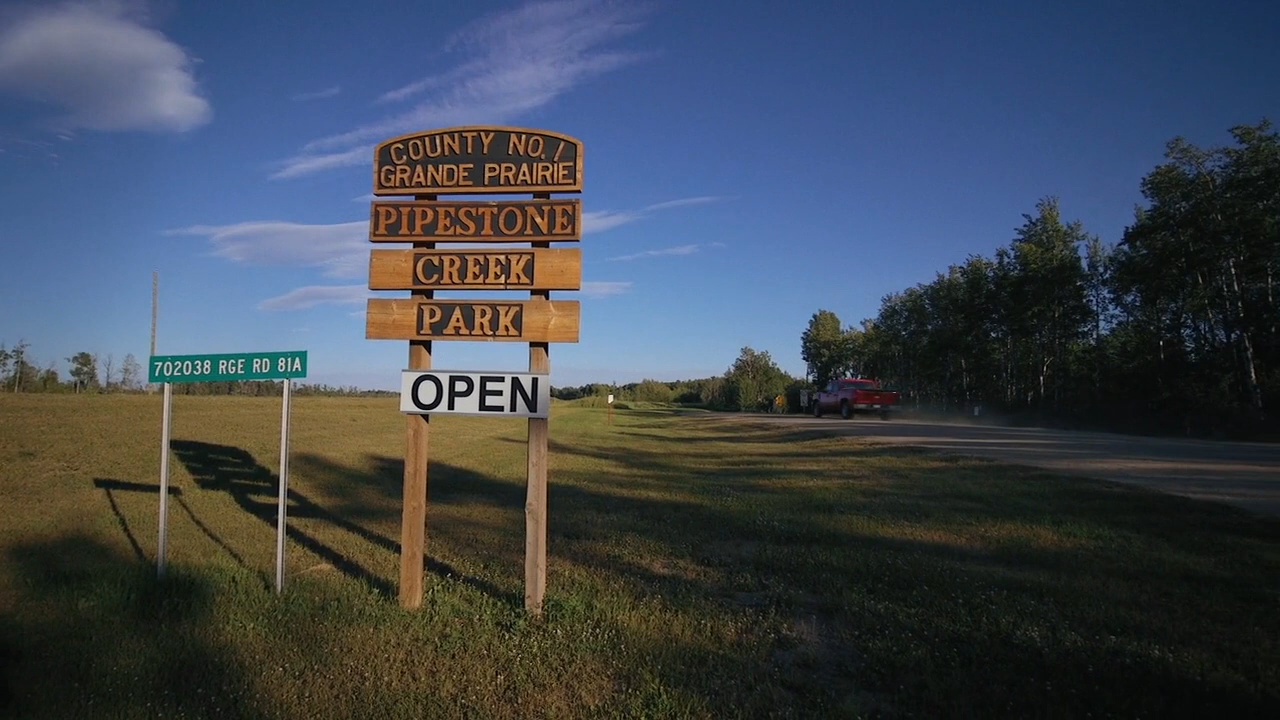 COUNTY NO. 1
GRANDE PRAIRIE
PIPESTONE
CREEK
PARK
OPEN
702038 RGE RD 81A